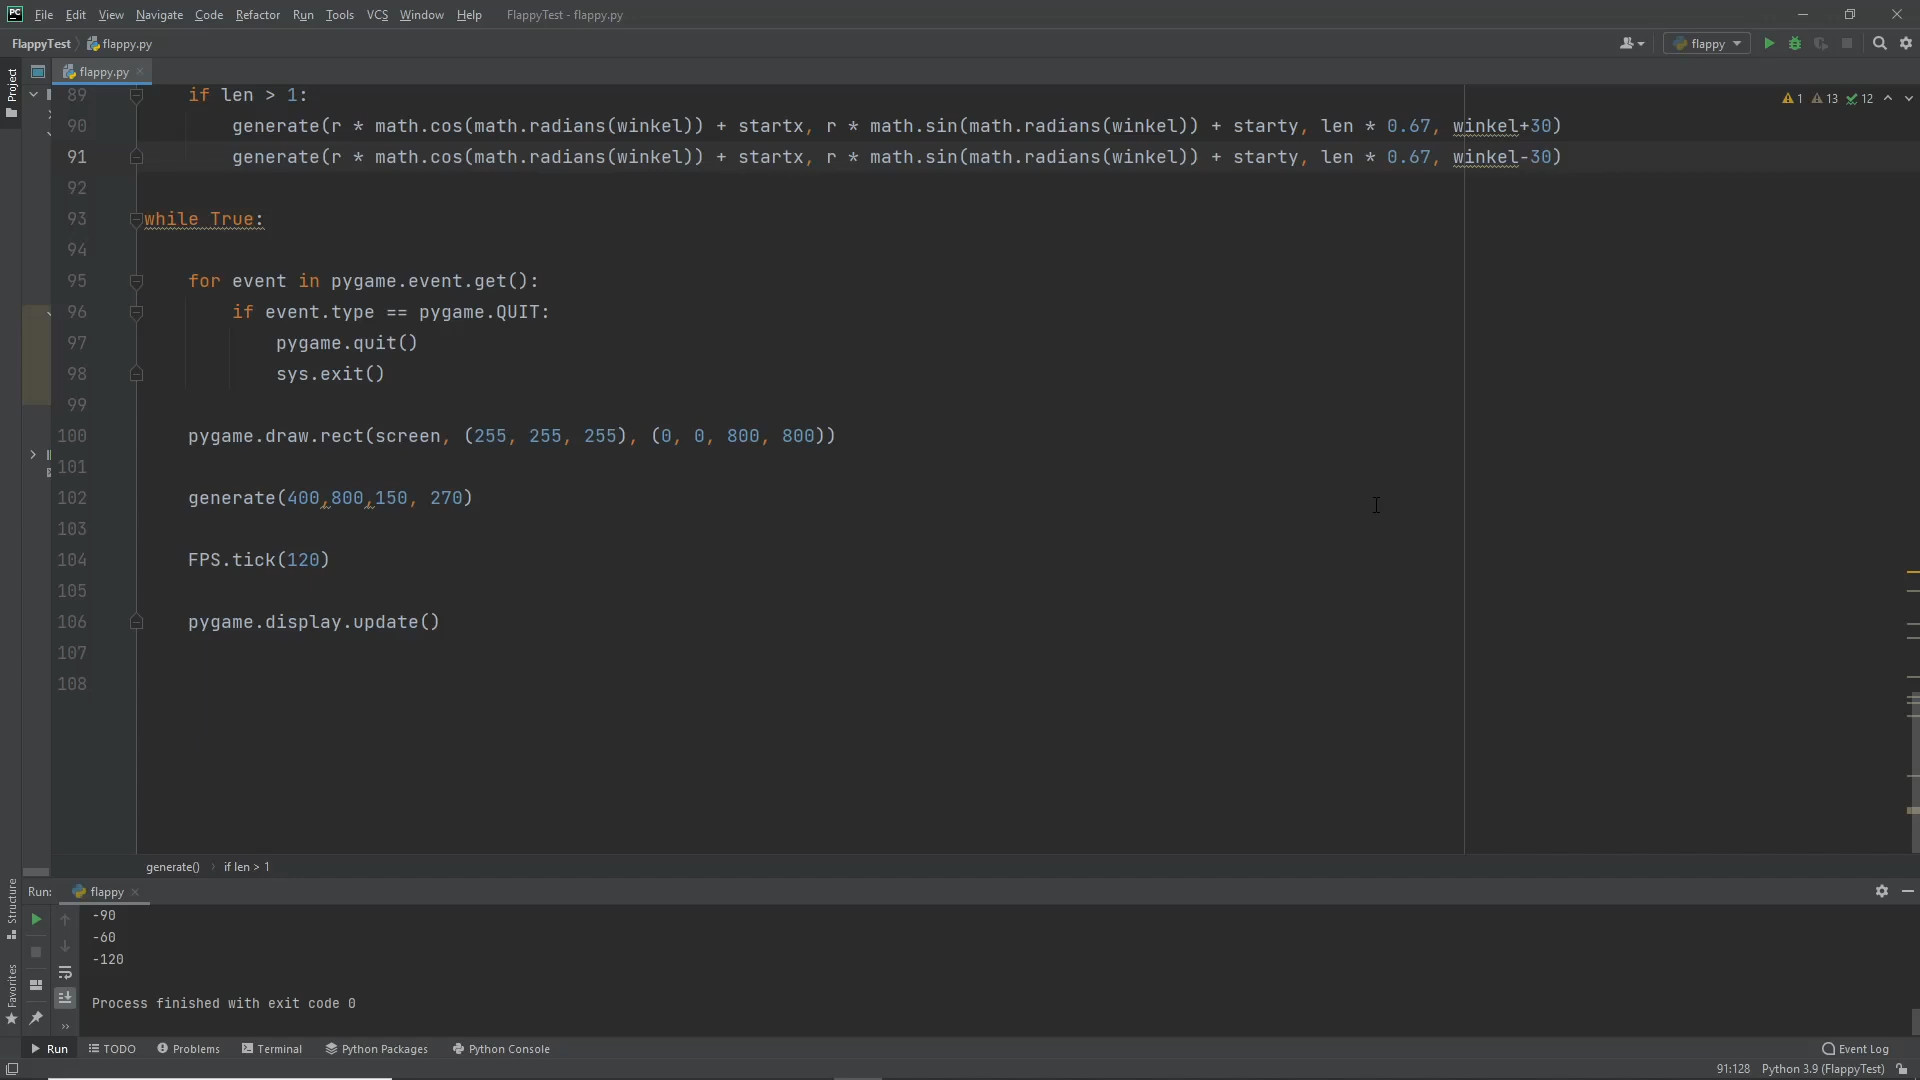 PC File Edit View Navigate Code Refactor Run Tools VCS Window Help FlappyTest - flappy.py
FlappyTest flappy.py flappy
Project flappy.py
89 if len > 1: 1 13 12
90 generate(r * math.cos(math.radians(winkel)) + startx, r * math.sin(math.radians(winkel)) + starty, len * 0.67, winkel+30)
91 generate(r * math.cos(math.radians(winkel)) + startx, r * math.sin(math.radians(winkel)) + starty, len * 0.67, winkel-30)
92
93 while True:
94
95 for event in pygame.event.get():
96 if event.type == pygame.QUIT:
97 pygame.quit()
98 sys.exit()
99
100 pygame.draw.rect(screen, (255, 255, 255), (0, 0, 800, 800))
101
102 generate(400,800,150, 270)
103
104 FPS.tick(120)
105
106 pygame.display.update()
107
108
generate() if len > 1
Structure
Run: flappy
-90
-60
-120
Favorites
Process finished with exit code 0
Run TODO Problems Terminal Python Packages Python Console Event Log
91:128 Python 3.9 (FlappyTest)